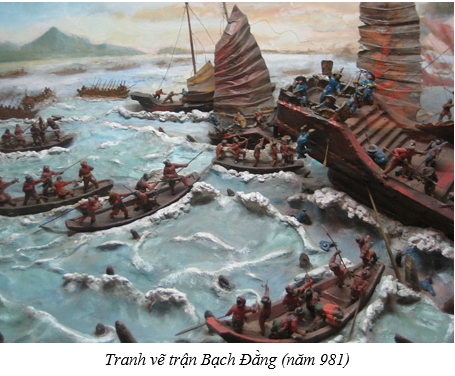 Tranh vẽ trận Bạch Đằng (năm 981)